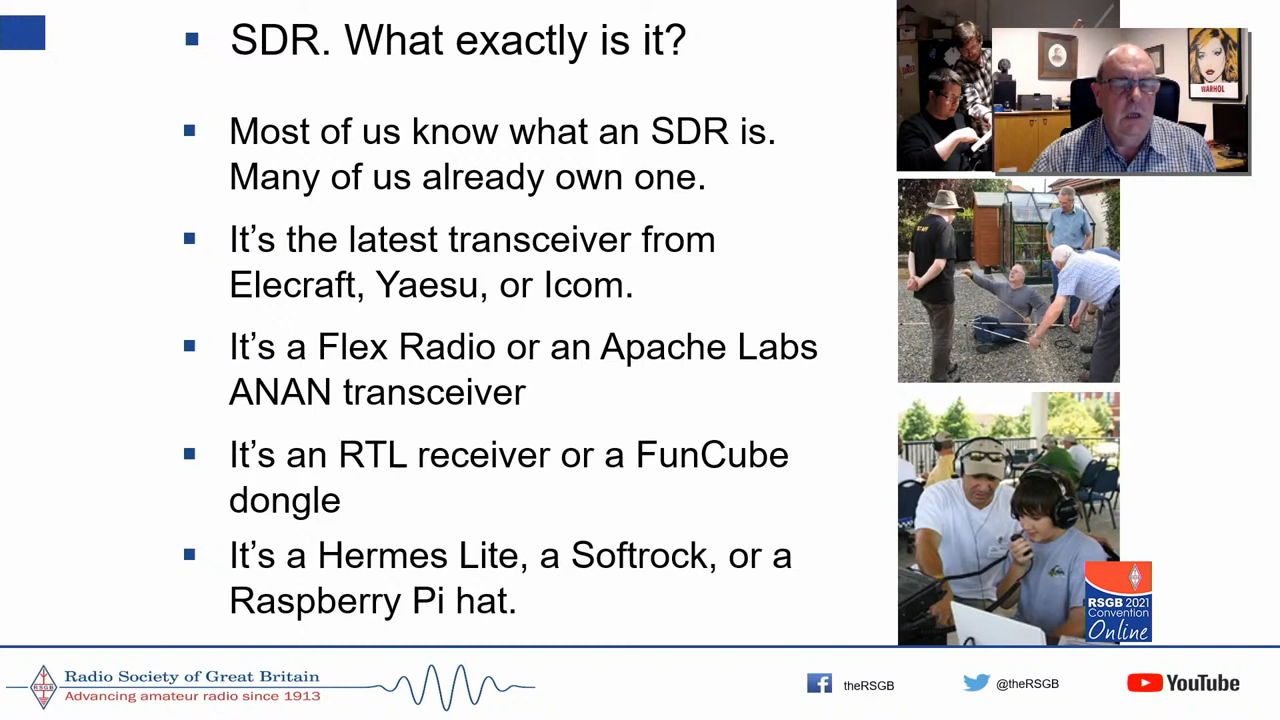 SDR. What exactly is it?
Most of us know what an SDR is.
Many of us already own one.
It's the latest transceiver from
Elecraft, Yaesu, or Icom.
It's a Flex Radio or an Apache Labs
ANAN transceiver
It's an RTL receiver or a FunCube
dongle
It's a Hermes Lite, a Softrock, or a
Raspberry Pi hat.
WARHOL
RSGB 2021
Convention
Online
RSGB
Radio Society of Great Britain
Advancing amateur radio since 1913
theRSGB
@theRSGB
YouTube